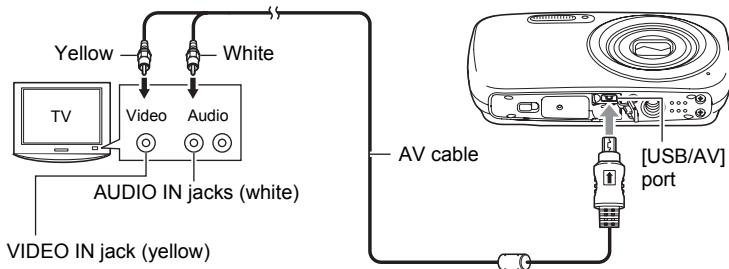 Yellow
White
TV
Video
Audio
AV cable
[USB/AV]
port
AUDIO IN jacks (white)
VIDEO IN jack (yellow)